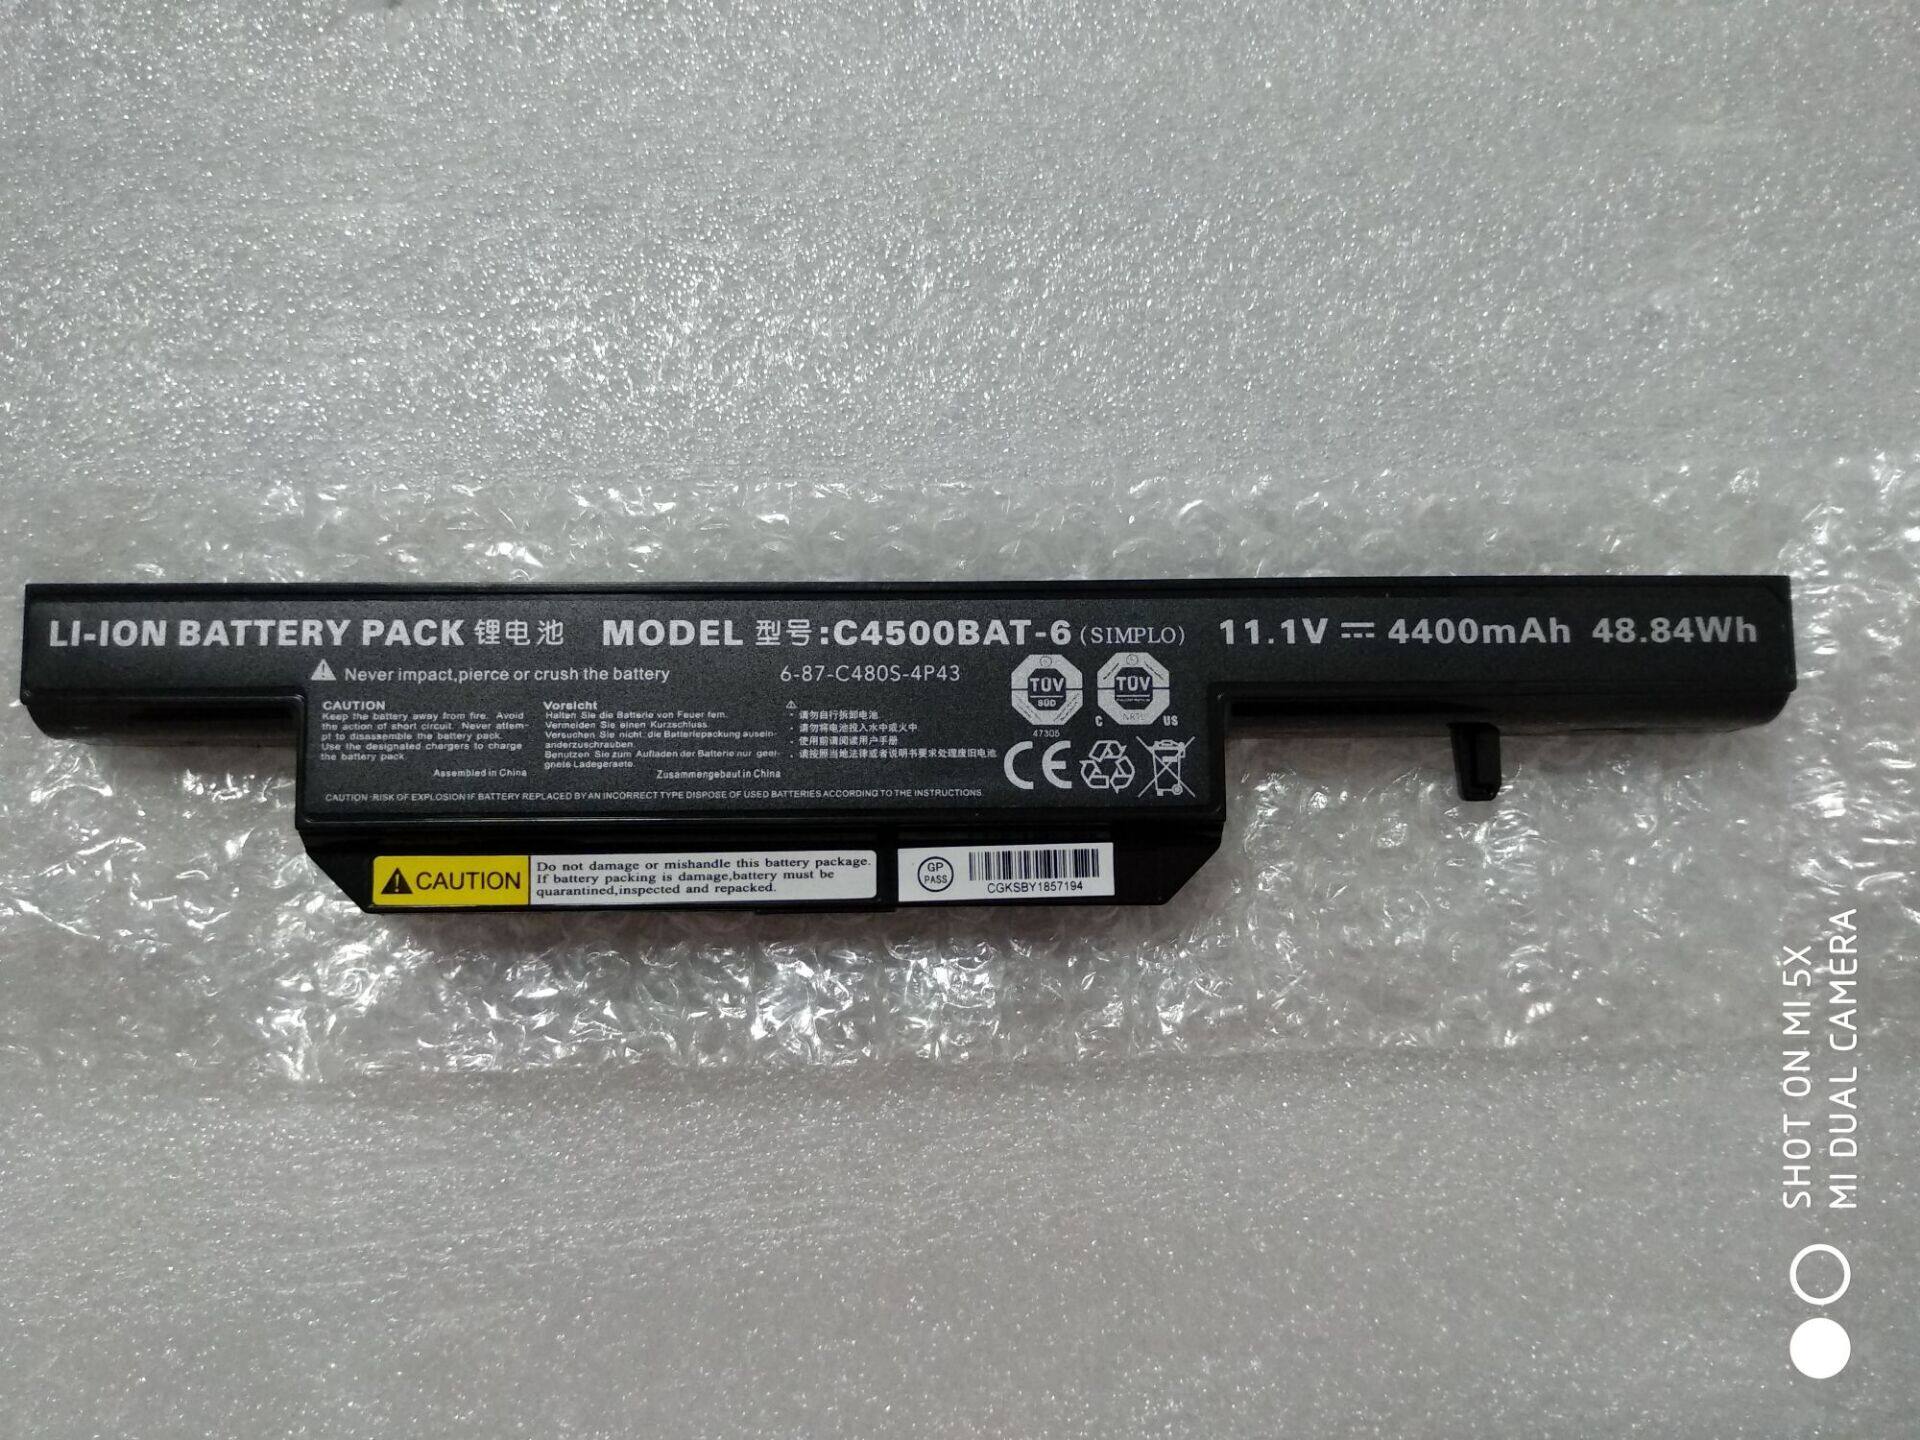 LI-ION BATTERY PACK 锂电池 MODEL 型号:C4500BAT-6 (SIMPLO) 11.1V 4400mAh 48.84Wh
Never impact,pierce or crush the battery
6-87-C480S-4P43
CAUTION
Keep the battery away from fire. Avoid
the action of short circuit. Never attem-
pt to disassemble the battery pack.
Use the designated chargers to charge
the battery pack
Assembled in China
Vorsicht
Halten Sie die Batterie von Feuer fern.
Vermeiden Sie einen Kurzschluss.
Versuchen Sie nicht, die Batteriepackung ausein-
anderzuschrauben.
Benutzen Sie zum Aufladen der Batterie nur geei-
gnete Ladegeraete.
Zusammengebaut in China
· 请勿自行拆卸电池
· 请勿将电池投入水中或火中
· 使用前请阅读用户手册
· 请按照当地法律或者说明书要求处理废旧电池
TÜV
SÜD
47305
TÜV
NRTL
C US
CE
CAUTION:RISK OF EXPLOSION IF BATTERY REPLACED BY AN INCORRECT TYPE DISPOSE OF USED BATTERIES ACCORDING TO THE INSTRUCTIONS.
CAUTION
Do not damage or mishandle this battery package.
If battery packing is damage,battery must be
quarantined,inspected and repacked.
GP
PASS
CGKSBY1857194
SHOT ON MI 5X
MI DUAL CAMERA